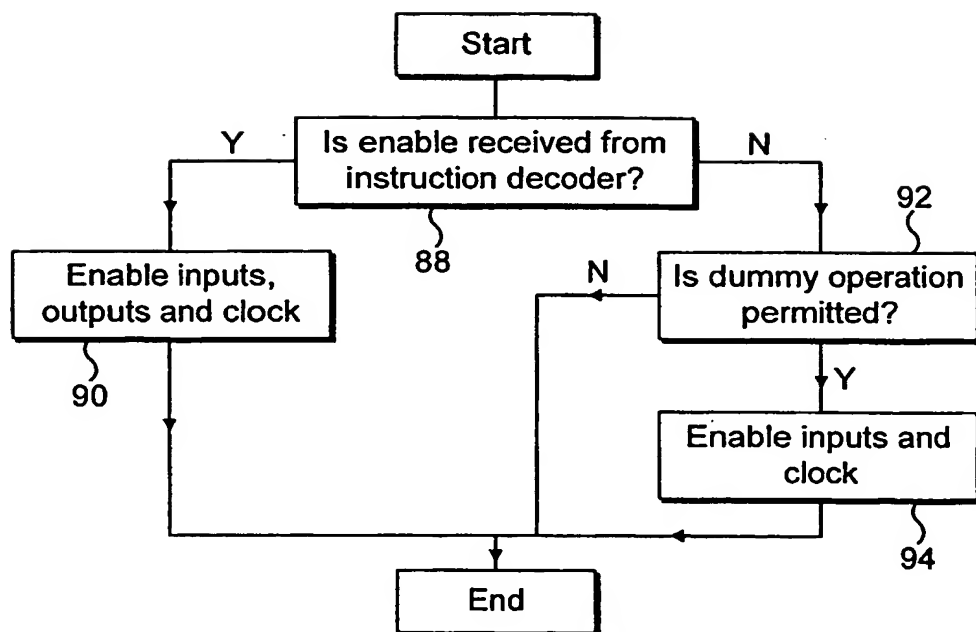 Start
Is enable received from
instruction decoder?
Y
N
88
92
Enable inputs,
outputs and clock
90
N
Is dummy operation
permitted?
Y
Enable inputs and
clock
94
End